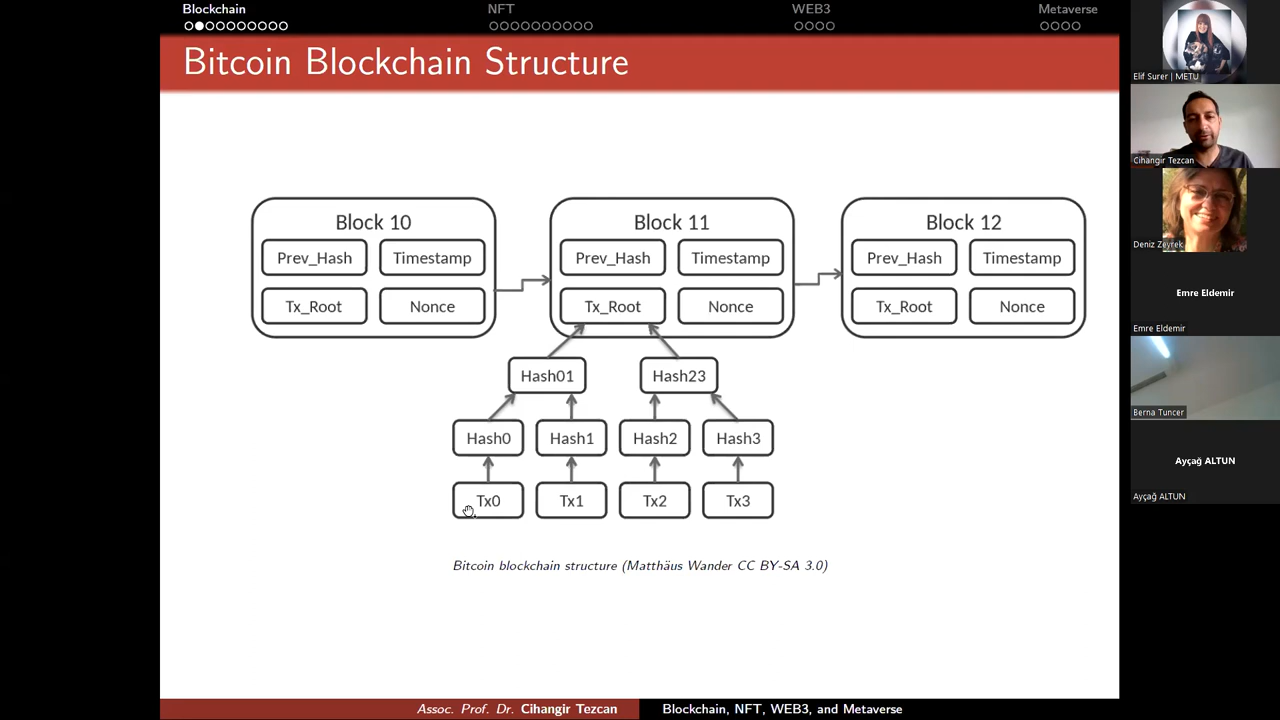 Blockchain NFT WEB3 Metaverse
Bitcoin Blockchain Structure
Block 10 Block 11 Block 12
Prev_Hash Timestamp Prev_Hash Timestamp Prev_Hash Timestamp
Tx_Root Nonce Tx_Root Nonce Tx_Root Nonce
Hash01 Hash23
Hash0 Hash1 Hash2 Hash3
Tx0 Tx1 Tx2 Tx3
Bitcoin blockchain structure (Matthäus Wander CC BY-SA 3.0)
Assoc. Prof. Dr. Cihangir Tezcan Blockchain, NFT, WEB3, and Metaverse
Elif Surer | METU
Cihangir Tezcan
Deniz Zeyrek
Emre Eldemir
Emre Eldemir
Berna Tuncer
Ayçağ ALTUN
Ayçağ ALTUN